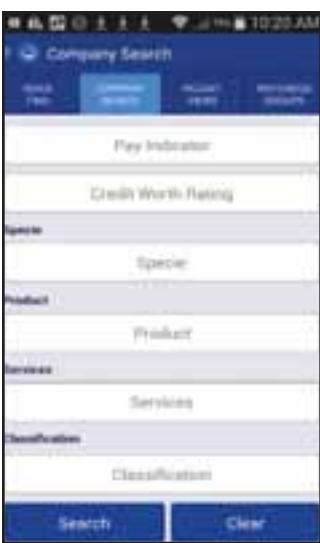 10:20 AM
Company Search
COMPANY SEARCH
Pay Indicator
Credit Worth Rating
Specie
Specie
Product
Product
Services
Services
Classification
Classification
Search
Clear